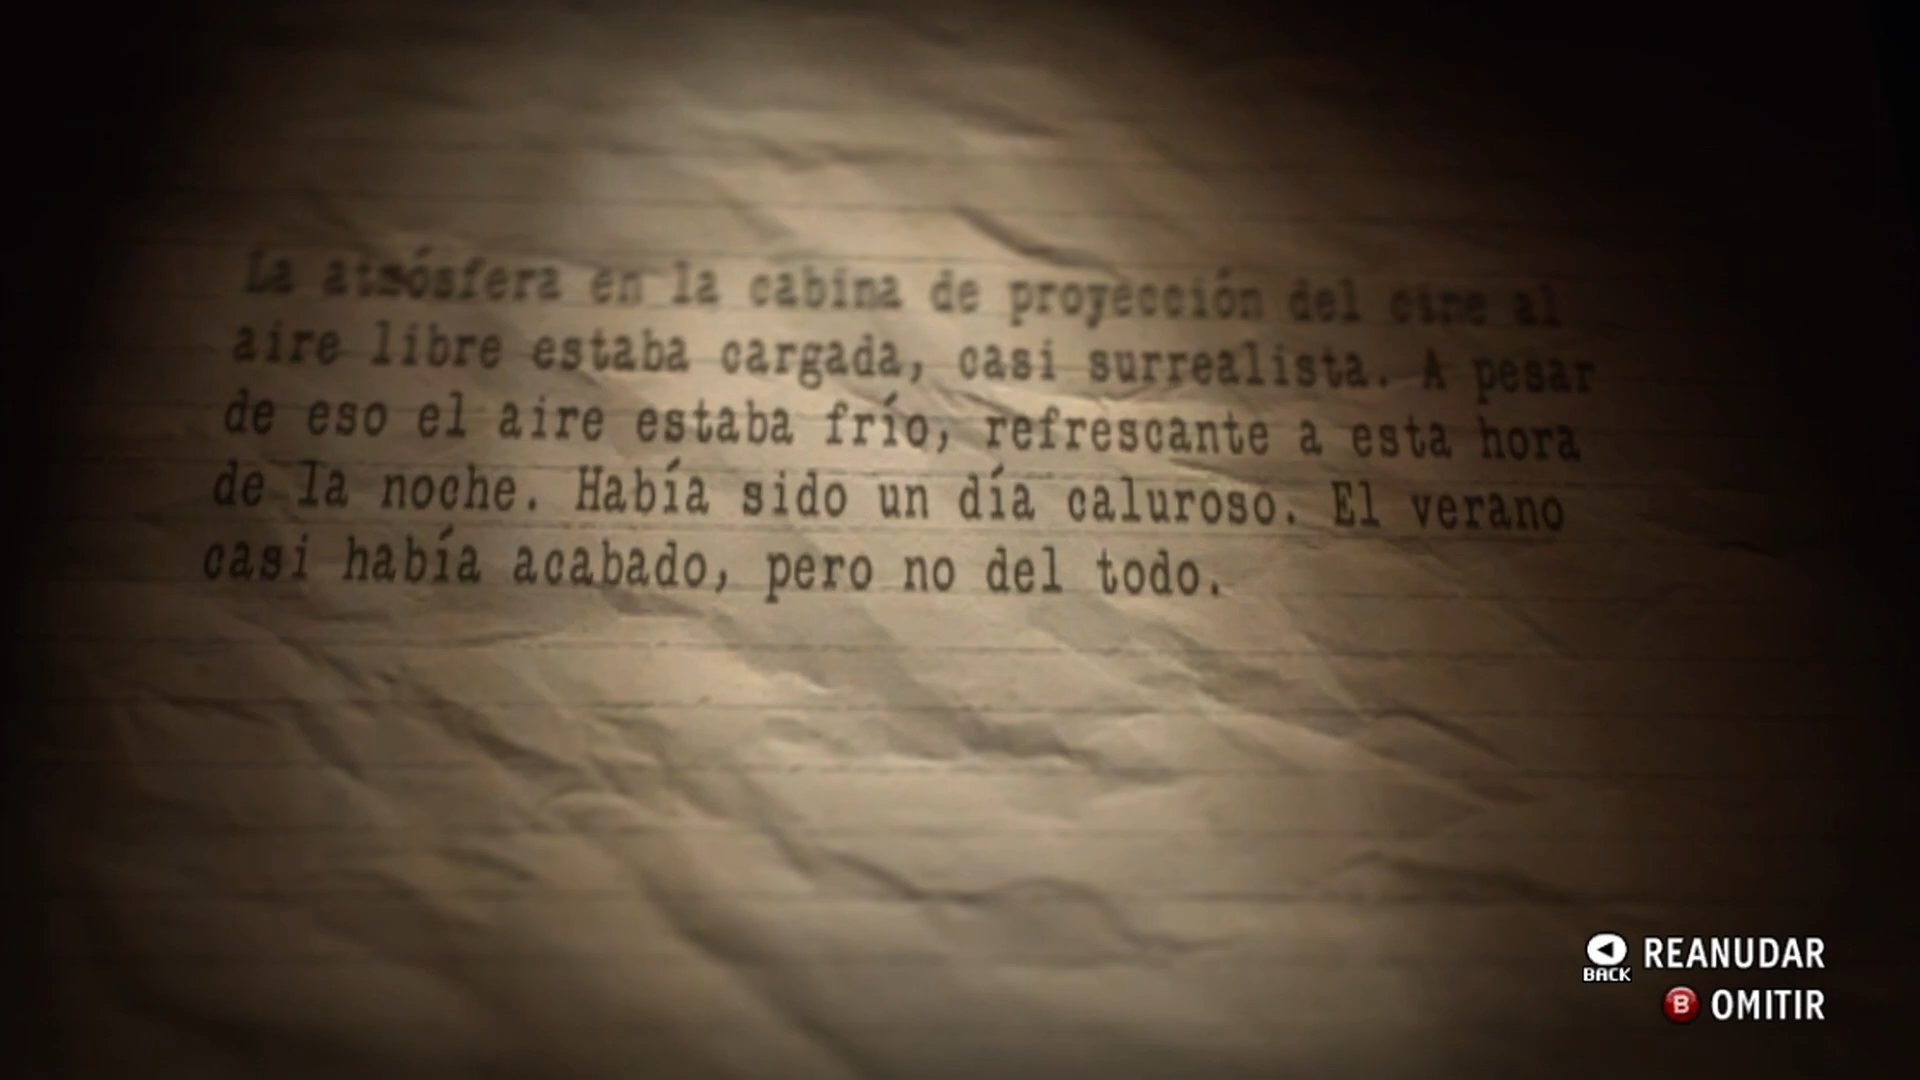 La atmósfera en la cabina de proyección del cine al
aire libre estaba cargada, casi surrealista. A pesar
de eso el aire estaba frío, refrescante a esta hora
de la noche. Había sido un día caluroso. El verano
casi había acabado, pero no del todo.
BACK REANUDAR
B OMITIR